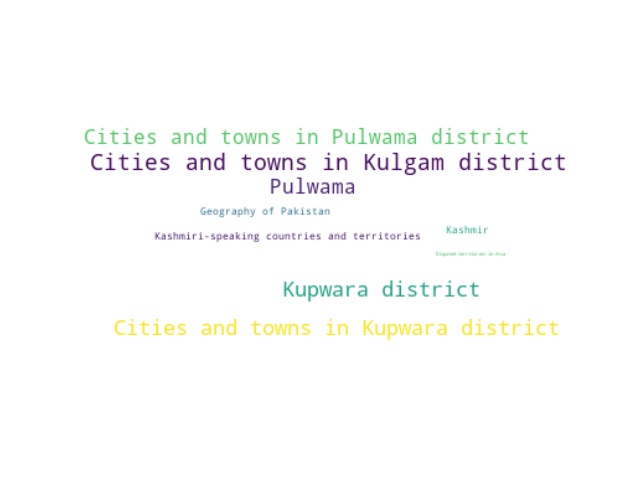 Cities and towns in Pulwama district
Cities and towns in Kulgam district
Pulwama
Geography of Pakistan
Kashmir
Kashmiri-speaking countries and territories
Disputed territories in Asia
Kupwara district
Cities and towns in Kupwara district